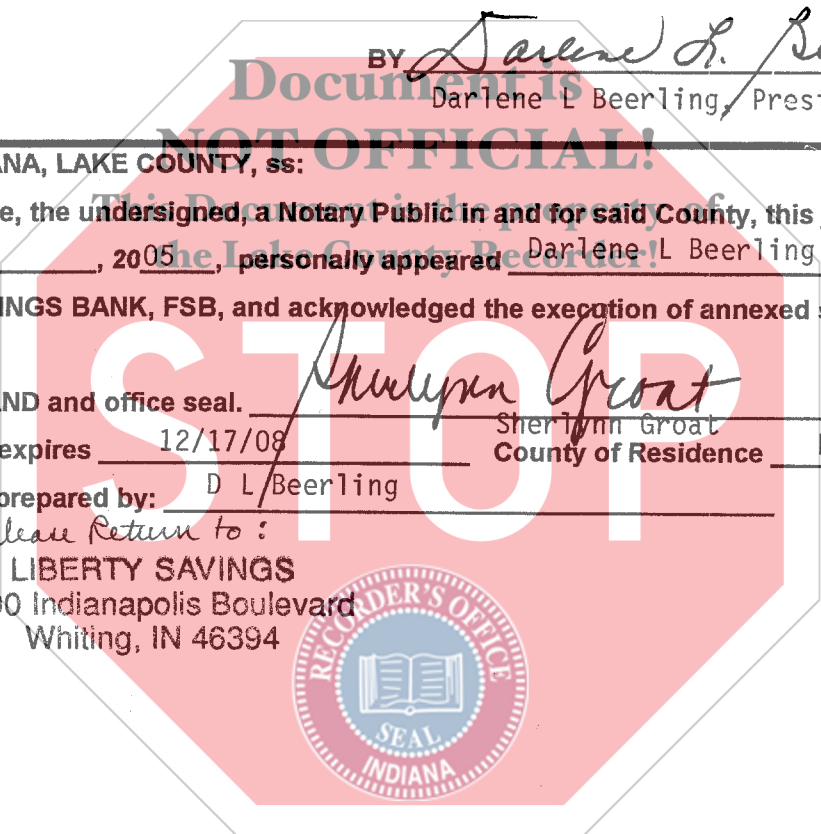 BY Darlene L. Be
Document is
Darlene L Beerling, Pres
NOT OFFICIAL!
ANA, LAKE COUNTY, ss:
This Document is the property of
e, the undersigned, a Notary Public in and for said County, this
the Lake County Recorder!
, 2005, personally appeared Darlene L Beerling
INGS BANK, FSB, and acknowledged the execution of annexed s
STOP
Sherlynn Groat
AND and office seal.
Sherlynn Groat
expires 12/17/08 County of Residence
prepared by: D L Beerling
lease Return to :
LIBERTY SAVINGS
0 Indianapolis Boulevard
Whiting, IN 46394
RECORDER'S OFFICE
SEAL
INDIANA